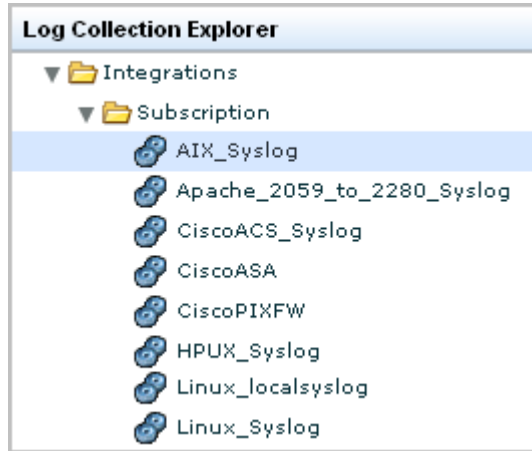 Log Collection Explorer
Integrations
Subscription
AIX_Syslog
Apache_2059_to_2280_Syslog
CiscoACS_Syslog
CiscoASA
CiscoPIXFW
HPUX_Syslog
Linux_localsyslog
Linux_Syslog